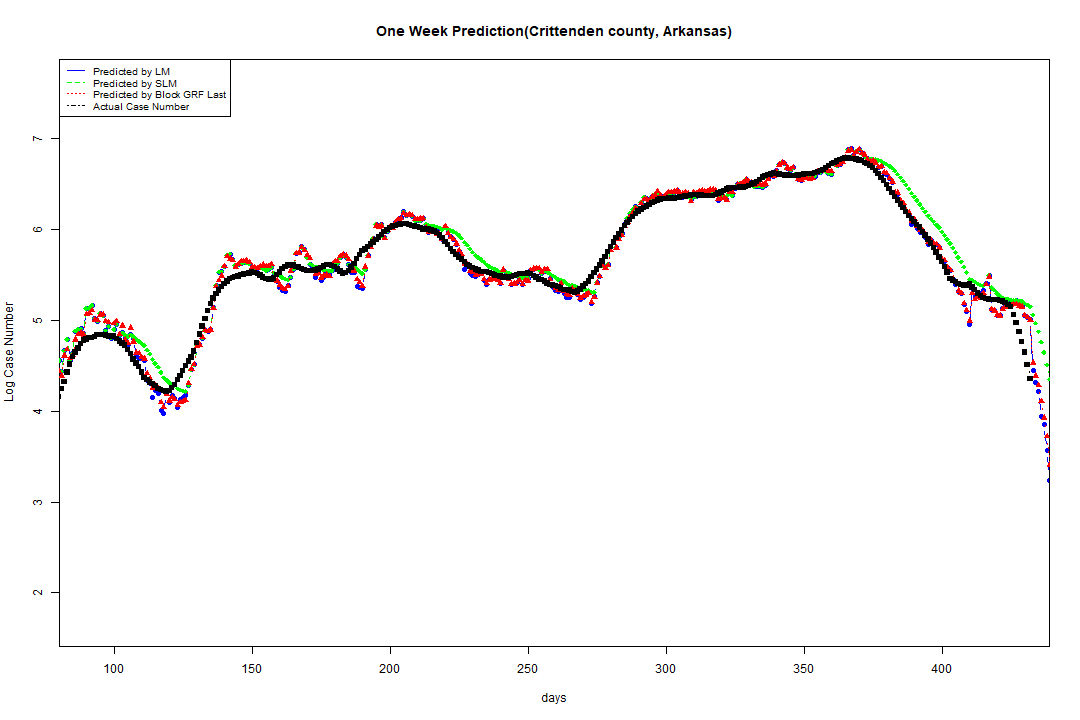 One Week Prediction(Crittenden county, Arkansas)
Predicted by LM
Predicted by SLM
Predicted by Block GRF Last
Actual Case Number
Log Case Number
7
6
5
4
3
2
100 150 200 250 300 350 400
days